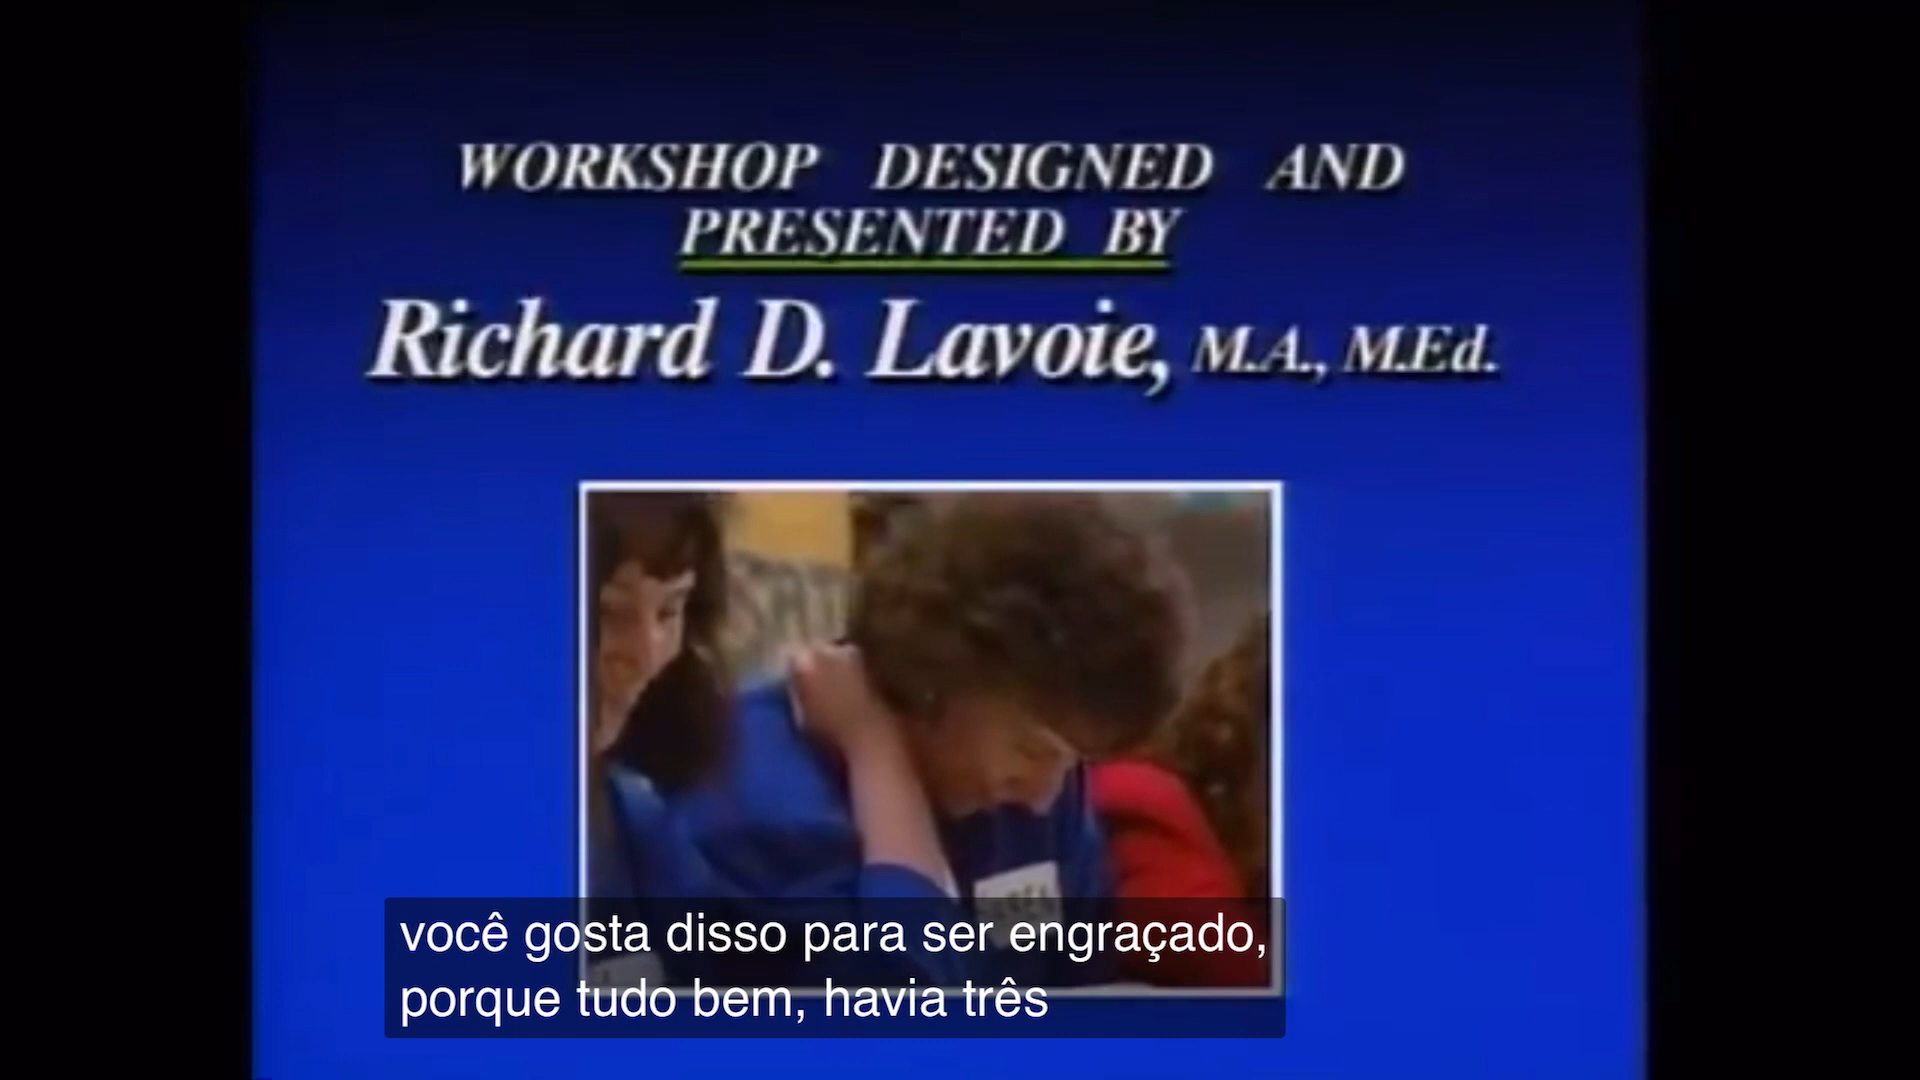 WORKSHOP DESIGNED AND
PRESENTED BY
Richard D. Lavoie, M.A., M.Ed.
você gosta disso para ser engraçado,
porque tudo bem, havia três